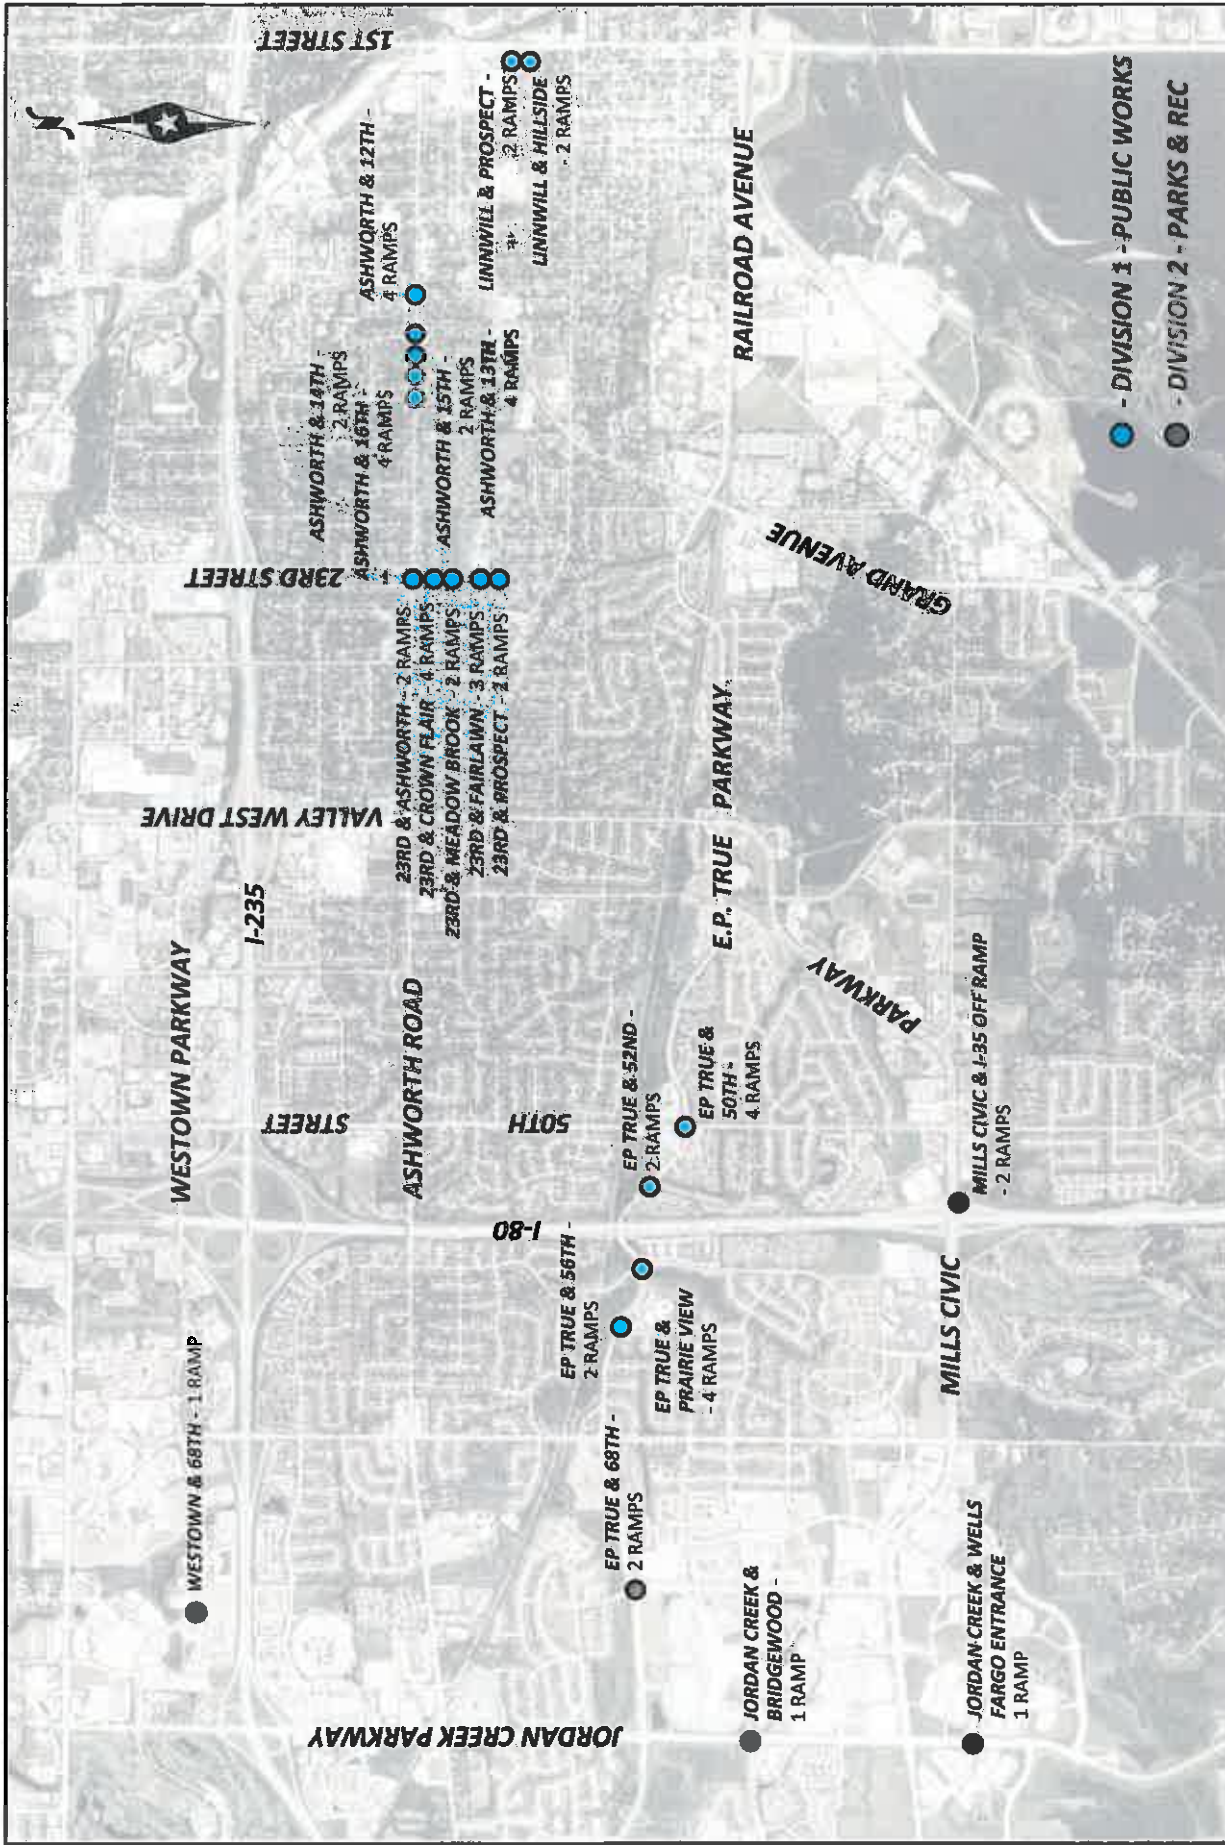 WESTOWN & 68TH - 1 RAMP
WESTOWN PARKWAY
I-235
VALLEY WEST DRIVE
23RD STREET
1ST STREET
N
STREET
ASHWORTH ROAD
50TH
I-80
JORDAN CREEK PARKWAY
ASHWORTH & 14TH -
2 RAMPS
ASHWORTH & 16TH -
4 RAMPS
ASHWORTH & 12TH -
4 RAMPS
ASHWORTH & 15TH -
2 RAMPS
ASHWORTH & 13TH -
4 RAMPS
23RD & ASHWORTH - 2 RAMPS
23RD & CROWN FLAIR - 4 RAMPS
23RD & MEADOW BROOK - 2 RAMPS
23RD & FAIRLAWN - 3 RAMPS
23RD & PROSPECT - 2 RAMPS
LINNWILL & PROSPECT -
2 RAMPS
LINNWILL & HILLSIDE
- 2 RAMPS
EP TRUE & 56TH -
2 RAMPS
EP TRUE & 52ND -
2 RAMPS
EP TRUE & 68TH -
2 RAMPS
EP TRUE &
PRAIRIE VIEW
- 4 RAMPS
EP TRUE &
50TH -
4 RAMPS
E.P. TRUE PARKWAY
RAILROAD AVENUE
GRAND AVENUE
PARKWAY
JORDAN CREEK &
BRIDGEWOOD -
1 RAMP
MILLS CIVIC
MILLS CIVIC & I-35 OFF RAMP
- 2 RAMPS
JORDAN CREEK & WELLS
FARGO ENTRANCE
1 RAMP
- DIVISION 1 - PUBLIC WORKS
- DIVISION 2 - PARKS & REC